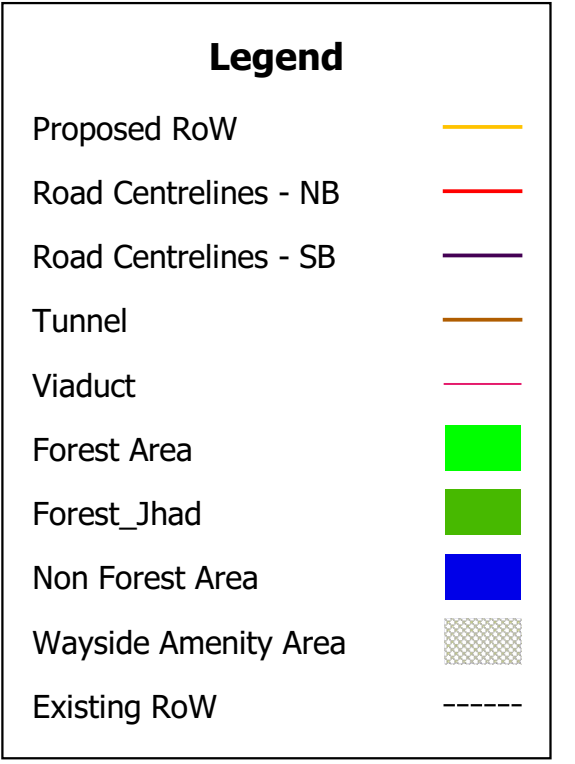 Legend
Proposed RoW
Road Centrelines - NB
Road Centrelines - SB
Tunnel
Viaduct
Forest Area
Forest_Jhad
Non Forest Area
Wayside Amenity Area
Existing RoW